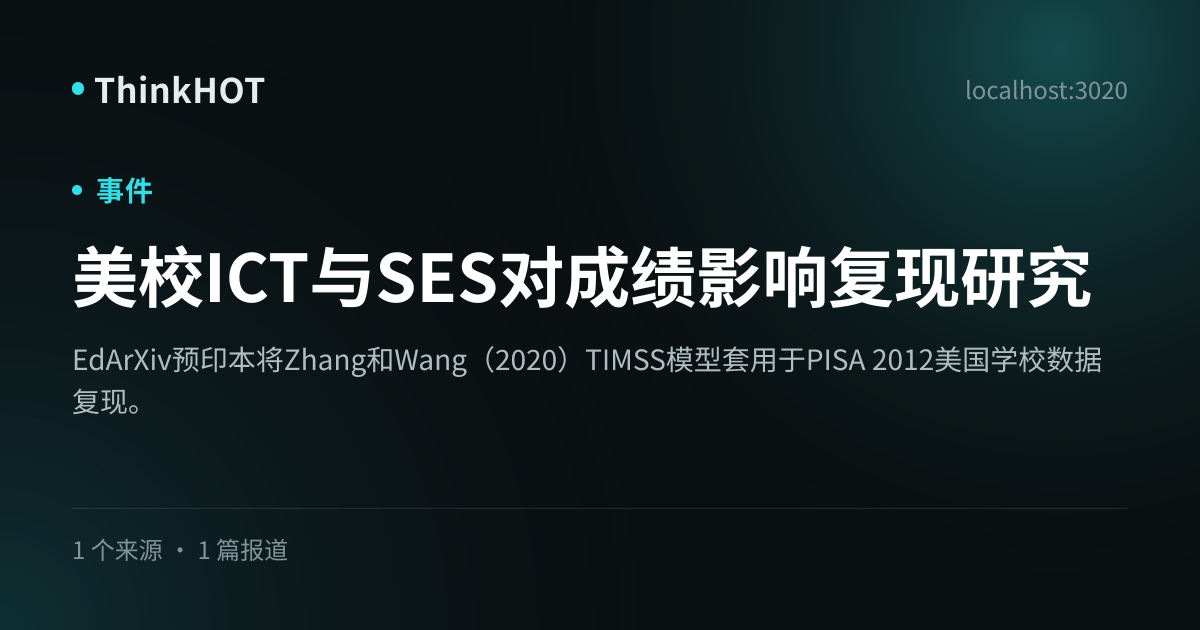 ThinkHOT
localhost:3020
事件
美校ICT与SES对成绩影响复现研究
EdArXiv预印本将Zhang和Wang（2020）TIMSS模型套用于PISA 2012美国学校数据
复现。
1 个来源 · 1 篇报道